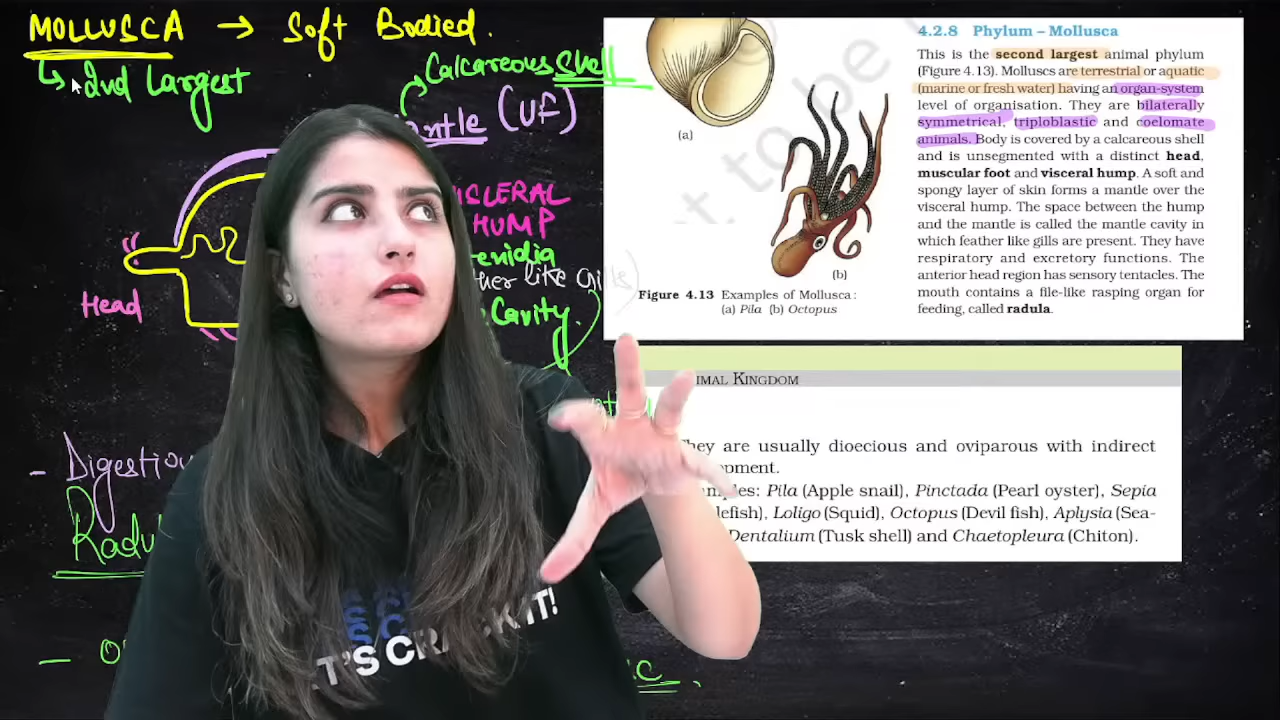 MOLLUSCA → Soft Bodied.
2nd Largest
Calcareous Shell
(UF)
HUMP
like
Cavity.
Head
- Digestion
4.2.8 Phylum – Mollusca
This is the second largest animal phylum
(Figure 4.13). Molluscs are terrestrial or aquatic
(marine or fresh water) having an organ-system
level of organisation. They are bilaterally
symmetrical, triploblastic and coelomate
animals. Body is covered by a calcareous shell
and is unsegmented with a distinct head,
muscular foot and visceral hump. A soft and
spongy layer of skin forms a mantle over the
visceral hump. The space between the hump
and the mantle is called the mantle cavity in
which feather like gills are present. They have
respiratory and excretory functions. The
anterior head region has sensory tentacles. The
mouth contains a file-like rasping organ for
feeding, called radula.
(a)
(b)
Figure 4.13 Examples of Mollusca :
(a) Pila (b) Octopus
KINGDOM
They are usually dioecious and oviparous with indirect
Pila (Apple snail), Pinctada (Pearl oyster), Sepia
Loligo (Squid), Octopus (Devil fish), Aplysia (Sea-
Dentalium (Tusk shell) and Chaetopleura (Chiton).
LET'S CRACK IT!